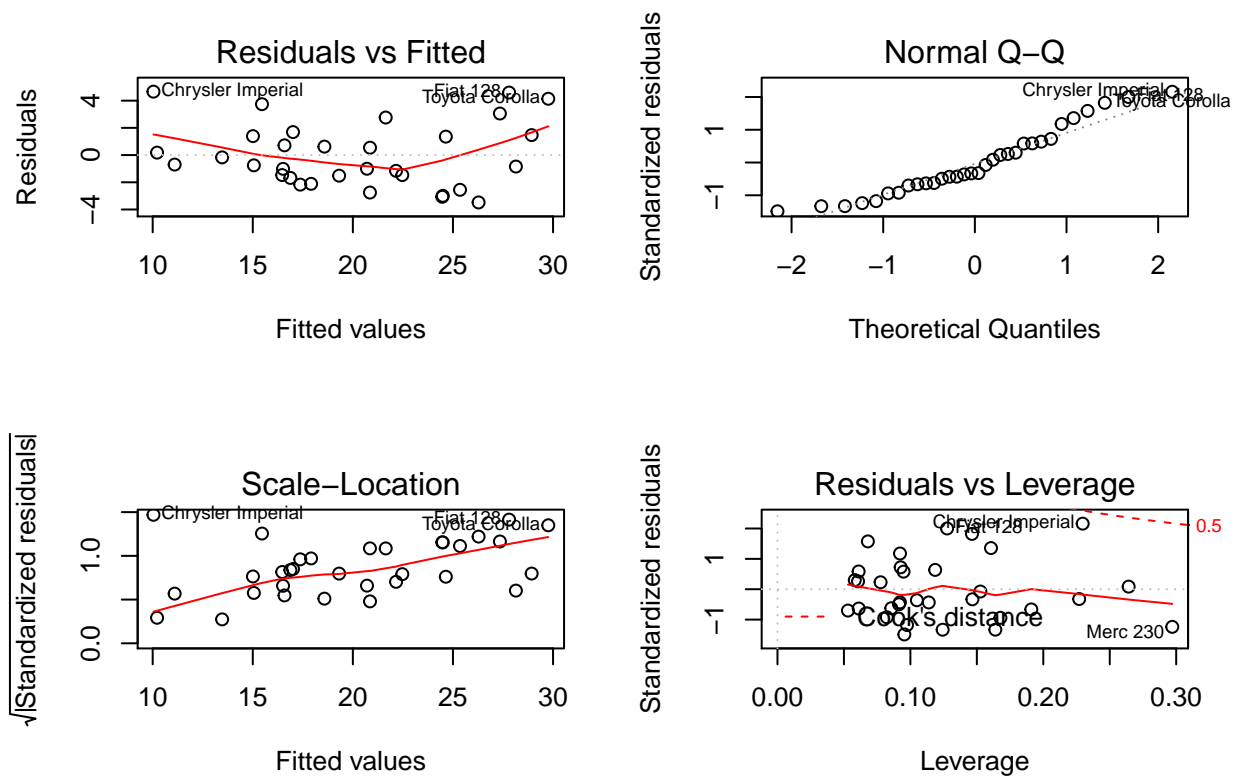 Residuals vs Fitted
Residuals
4
0
−4
Chrysler Imperial
Fiat 128
Toyota Corolla
10 15 20 25 30
Fitted values
Normal Q−Q
Standardized residuals
1
−1
Chrysler Imperial
Fiat 128
Toyota Corolla
−2 −1 0 1 2
Theoretical Quantiles
Scale−Location
√|Standardized residuals|
1.0
0.0
Chrysler Imperial
Fiat 128
Toyota Corolla
10 15 20 25 30
Fitted values
Residuals vs Leverage
Standardized residuals
1
−1
Chrysler Imperial
Fiat 128
0.5
Cook's distance
Merc 230
0.00 0.10 0.20 0.30
Leverage